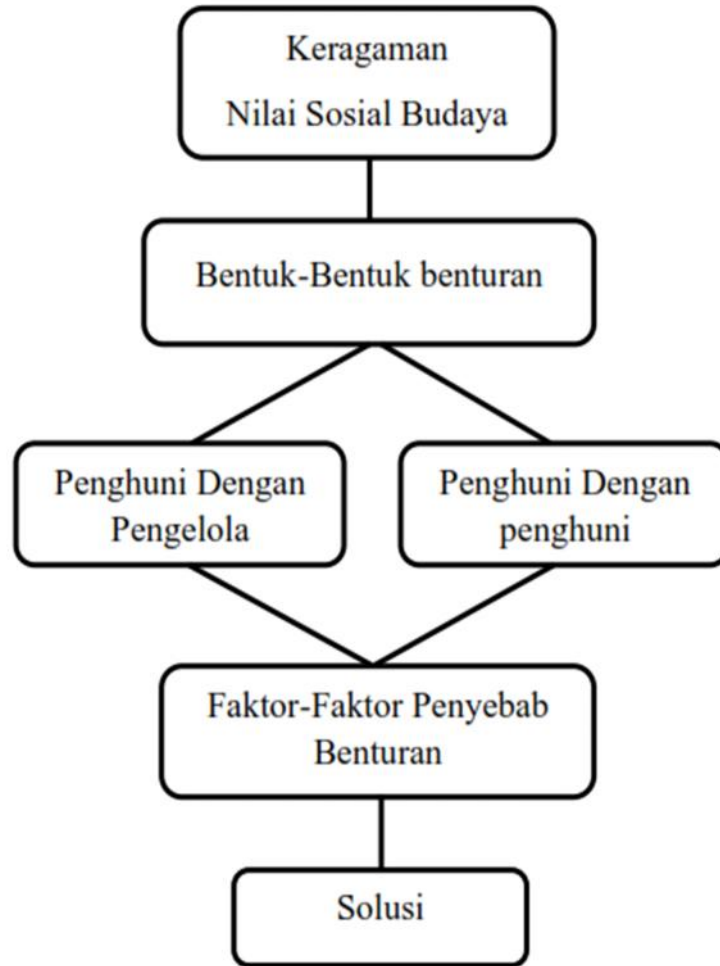 Keragaman
Nilai Sosial Budaya
Bentuk-Bentuk benturan
Penghuni Dengan
Pengelola
Penghuni Dengan
penghuni
Faktor-Faktor Penyebab
Benturan
Solusi